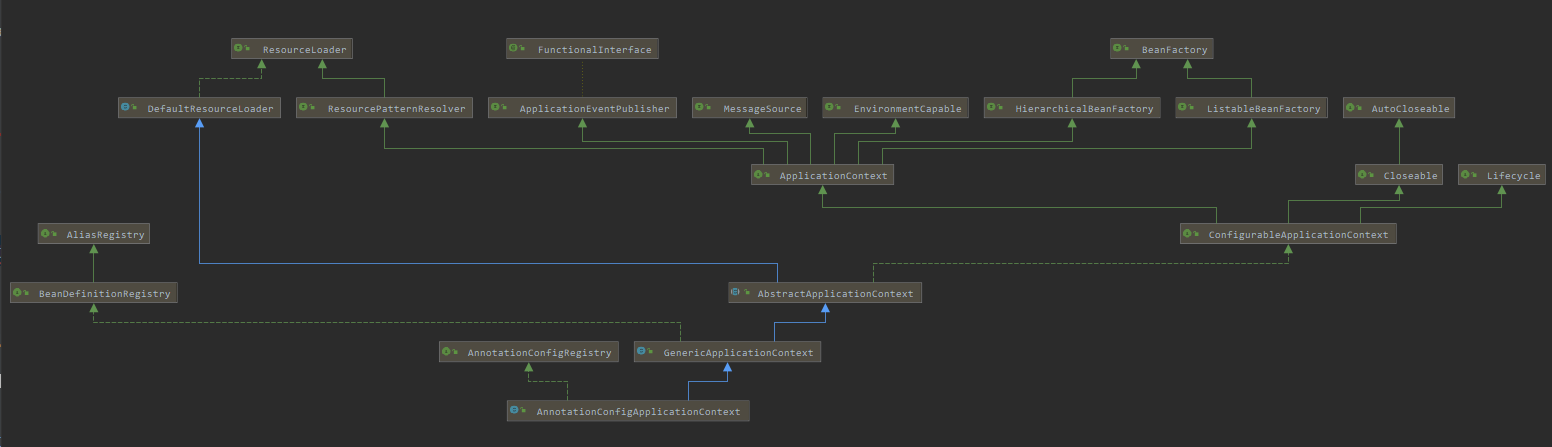 ResourceLoader
FunctionalInterface
BeanFactory
DefaultResourceLoader
ResourcePatternResolver
ApplicationEventPublisher
MessageSource
EnvironmentCapable
HierarchicalBeanFactory
ListableBeanFactory
AutoCloseable
ApplicationContext
Closeable
Lifecycle
AliasRegistry
ConfigurableApplicationContext
BeanDefinitionRegistry
AbstractApplicationContext
AnnotationConfigRegistry
GenericApplicationContext
AnnotationConfigApplicationContext